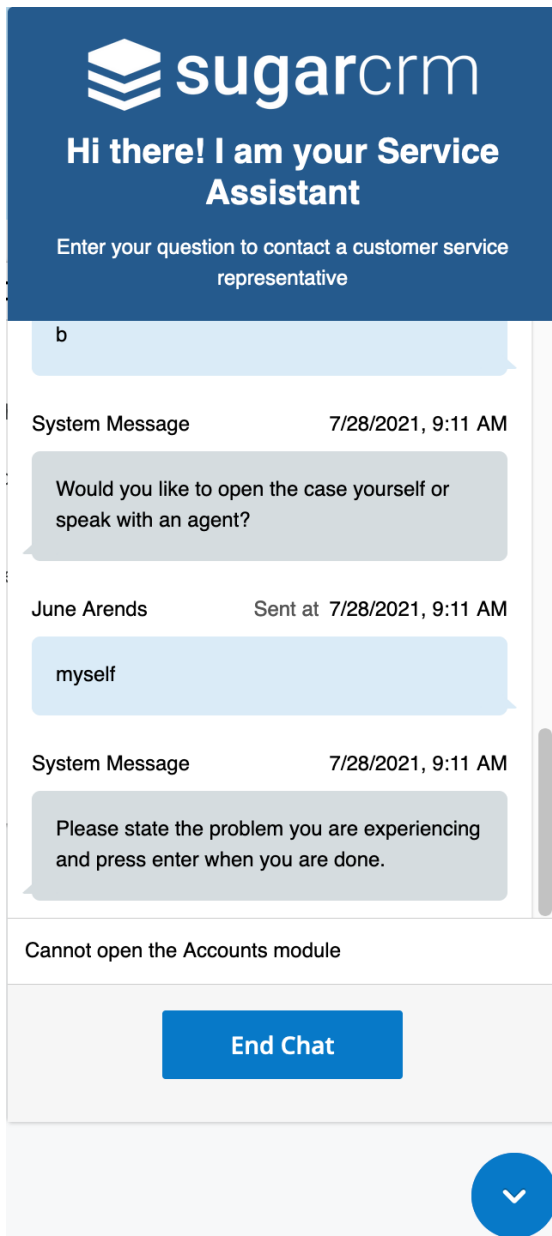 sugarcrm
Hi there! I am your Service
Assistant
Enter your question to contact a customer service
representative
b
System Message 7/28/2021, 9:11 AM
Would you like to open the case yourself or
speak with an agent?
June Arends Sent at 7/28/2021, 9:11 AM
myself
System Message 7/28/2021, 9:11 AM
Please state the problem you are experiencing
and press enter when you are done.
Cannot open the Accounts module
End Chat